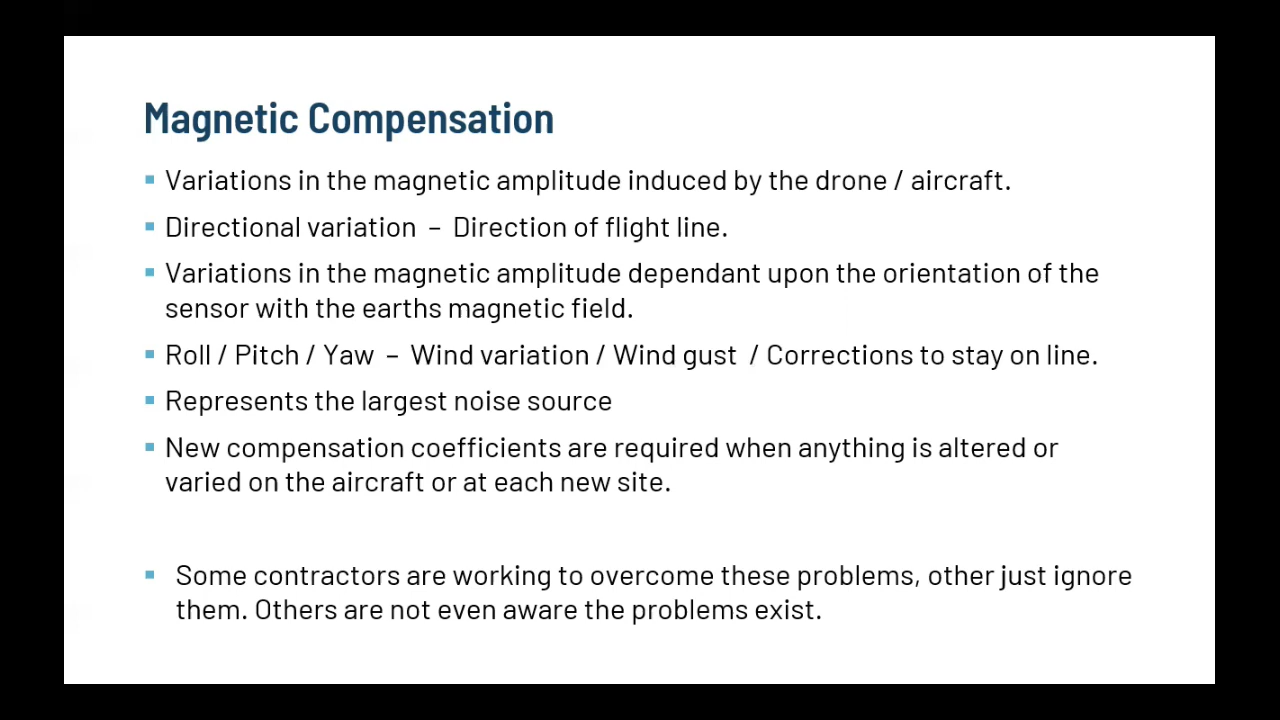 Magnetic Compensation
▪ Variations in the magnetic amplitude induced by the drone / aircraft.
▪ Directional variation – Direction of flight line.
▪ Variations in the magnetic amplitude dependant upon the orientation of the
sensor with the earths magnetic field.
▪ Roll / Pitch / Yaw – Wind variation / Wind gust / Corrections to stay on line.
▪ Represents the largest noise source
▪ New compensation coefficients are required when anything is altered or
varied on the aircraft or at each new site.
▪ Some contractors are working to overcome these problems, other just ignore
them. Others are not even aware the problems exist.